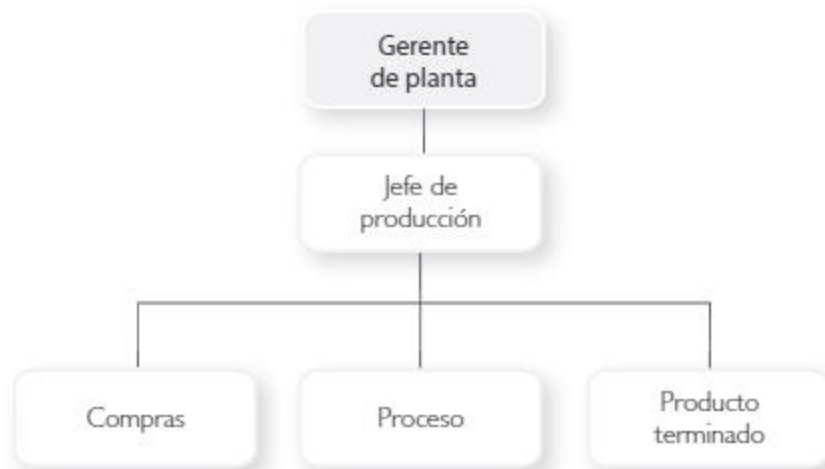 Gerente
de planta
Jefe de
producción
Compras
Proceso
Producto
terminado